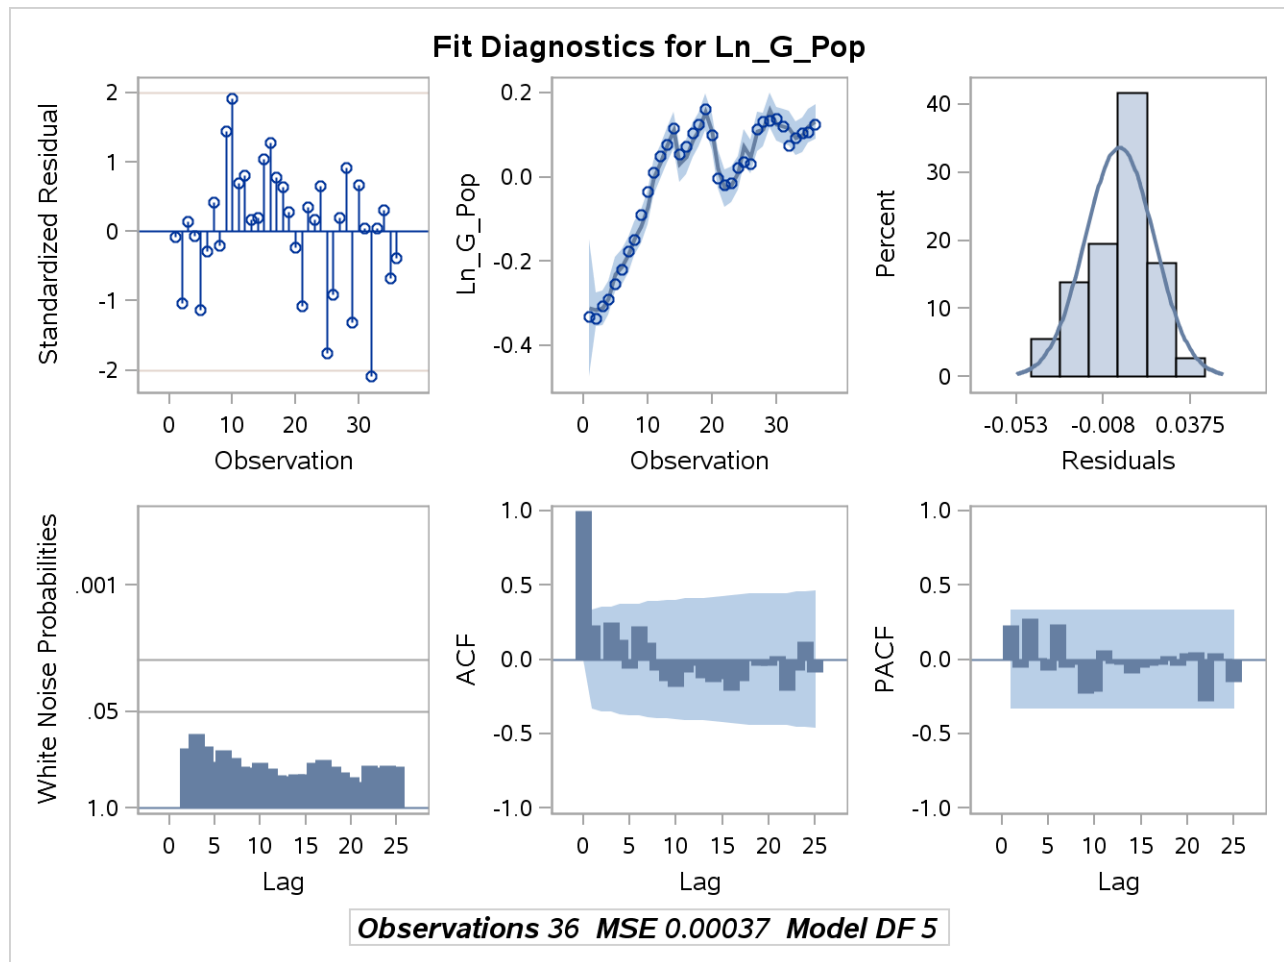 Fit Diagnostics for Ln_G_Pop
Standardized Residual
2
1
0
-1
-2
0 10 20 30
Observation
Ln_G_Pop
0.2
0.0
-0.2
-0.4
0 10 20 30
Observation
Percent
40
30
20
10
0
-0.053 -0.008 0.0375
Residuals
White Noise Probabilities
.001
.05
1.0
0 5 10 15 20 25
Lag
ACF
1.0
0.5
0.0
-0.5
-1.0
0 5 10 15 20 25
Lag
PACF
1.0
0.5
0.0
-0.5
-1.0
0 5 10 15 20 25
Lag
Observations 36 MSE 0.00037 Model DF 5